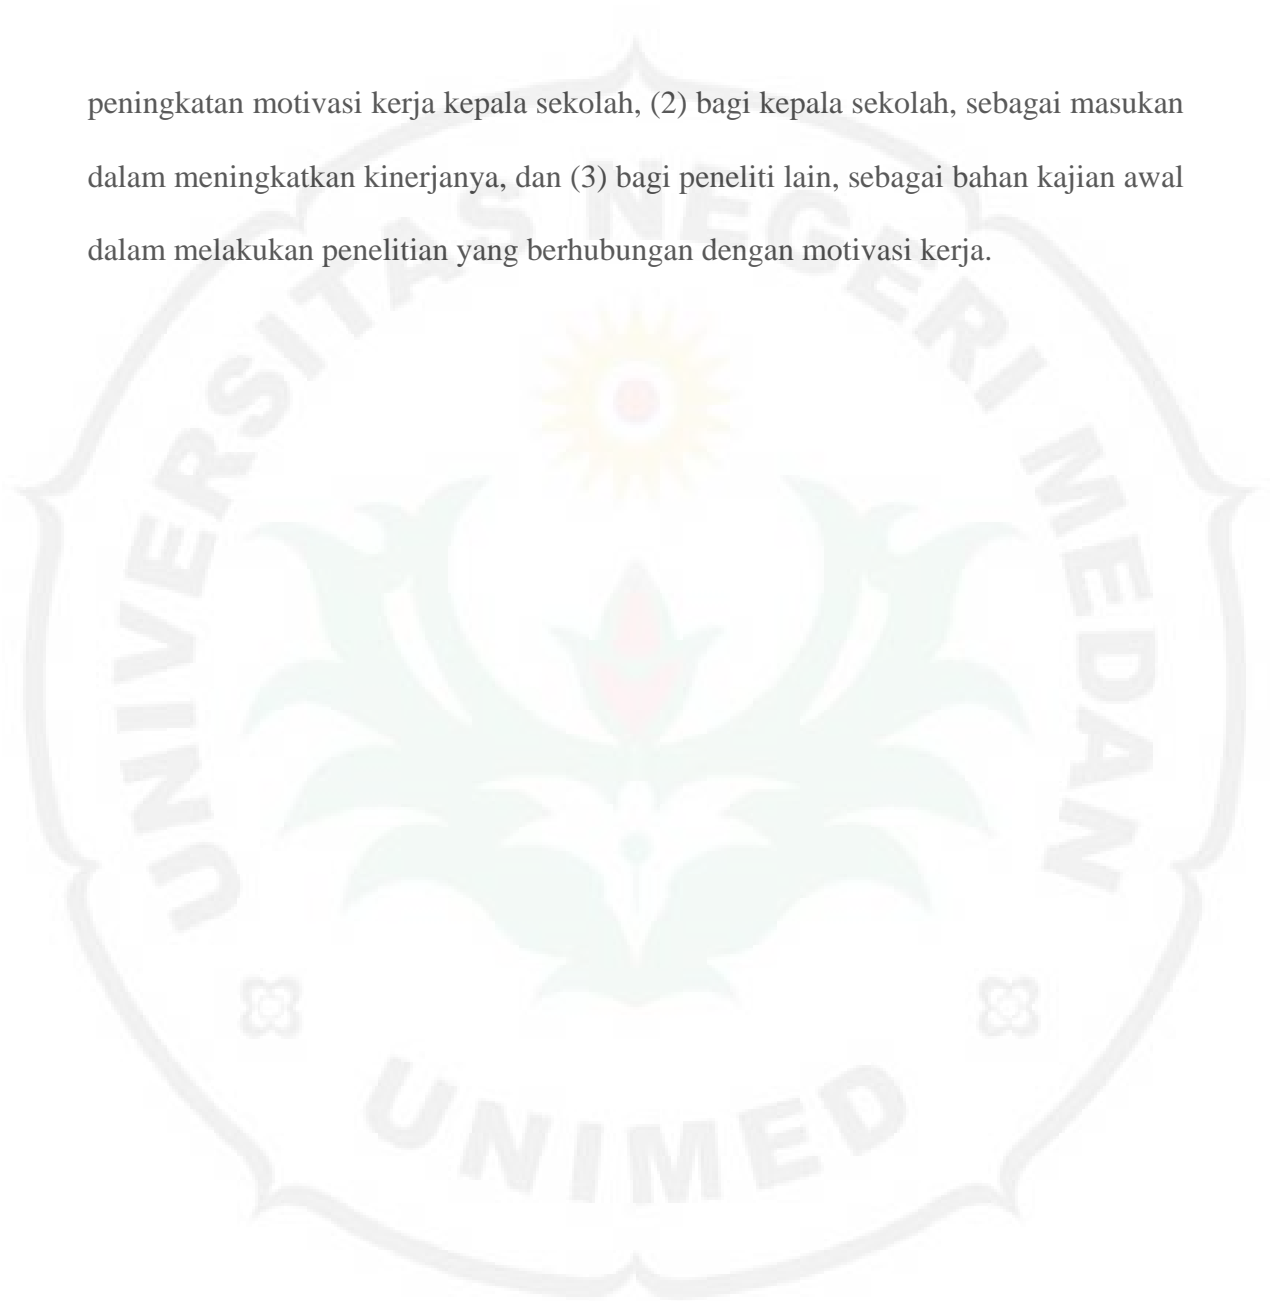 peningkatan motivasi kerja kepala sekolah, (2) bagi kepala sekolah, sebagai masukan
dalam meningkatkan kinerjanya, dan (3) bagi peneliti lain, sebagai bahan kajian awal
dalam melakukan penelitian yang berhubungan dengan motivasi kerja.
UNIVERSITAS NEGERI MEDAN
UNIMED